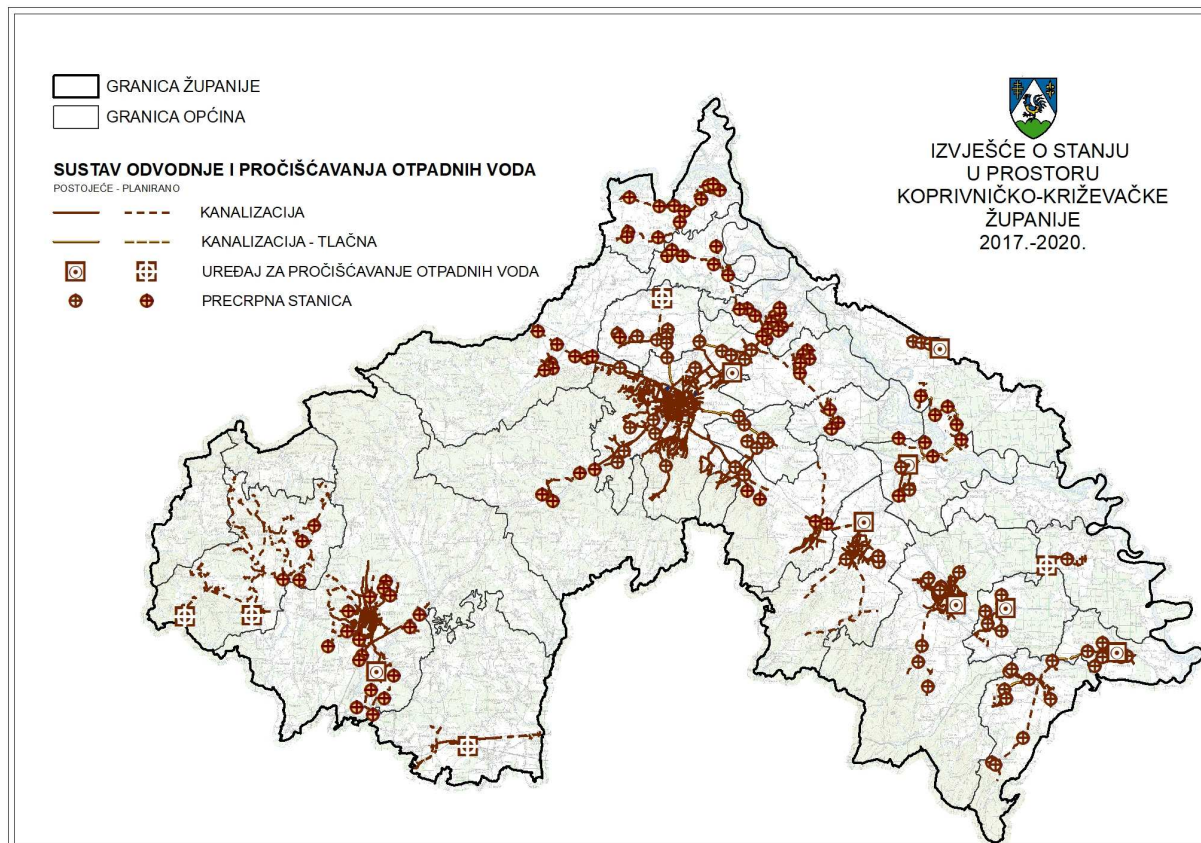 GRANICA ŽUPANIJE
GRANICA OPĆINA
SUSTAV ODVODNJE I PROČIŠĆAVANJA OTPADNIH VODA
POSTOJEĆE - PLANIRANO
KANALIZACIJA
KANALIZACIJA - TLAČNA
UREĐAJ ZA PROČIŠĆAVANJE OTPADNIH VODA
PRECRPNA STANICA
IZVJEŠĆE O STANJU
U PROSTORU
KOPRIVNIČKO-KRIŽEVAČKE
ŽUPANIJE
2017.-2020.